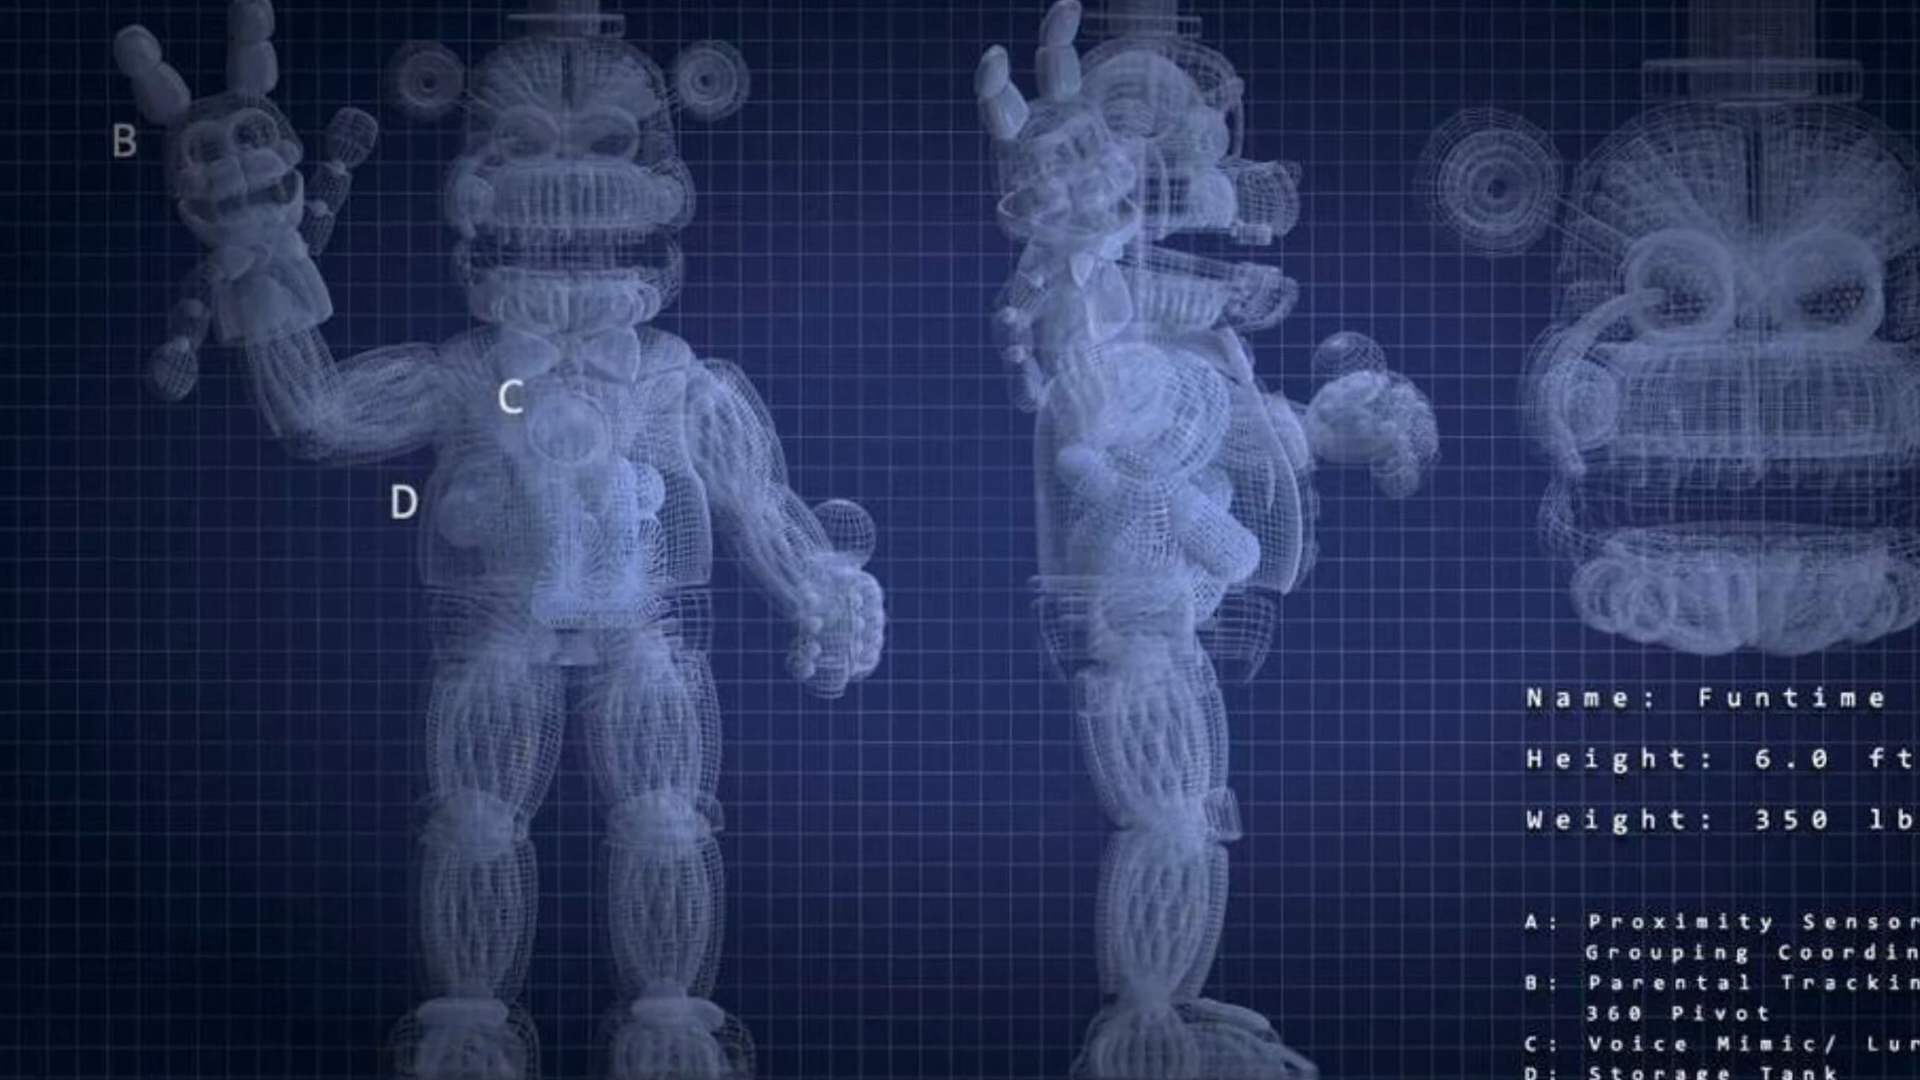 B
C
D
Name: Funtime
Height: 6.0 ft
Weight: 350 lb
A: Proximity Sensor
Grouping Coordin
B: Parental Trackin
360 Pivot
C: Voice Mimic/ Lur
D: Storage Tank